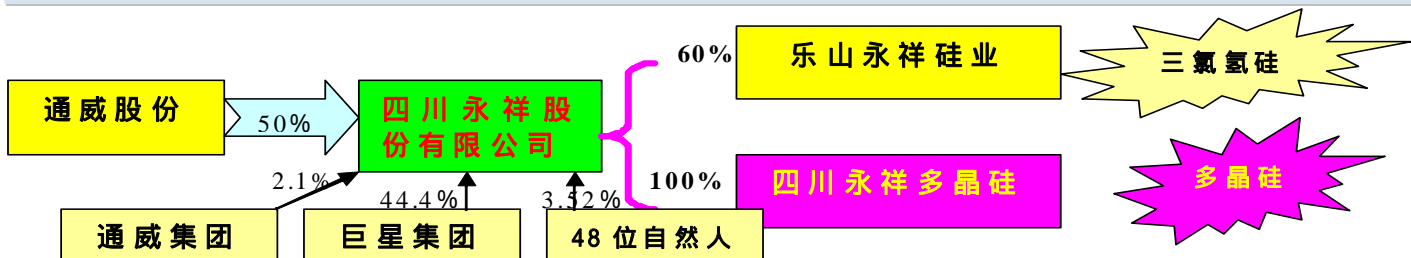 60%
乐山永祥硅业
三氯氢硅
通威股份
50%
四川永祥股
份有限公司
2.1%
44.4%
3.52%
100%
四川永祥多晶硅
多晶硅
通威集团
巨星集团
48 位自然人